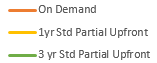 On Demand
1yr Std Partial Upfront
3 yr Std Partial Upfront